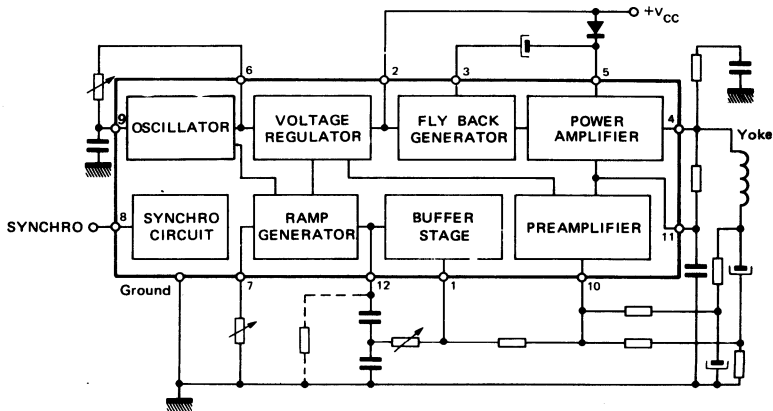 +VCC
6
2
3
5
9
OSCILLATOR
VOLTAGE
REGULATOR
FLY BACK
GENERATOR
POWER
AMPLIFIER
4
Yoke
SYNCHRO
8
SYNCHRO
CIRCUIT
RAMP
GENERATOR
BUFFER
STAGE
PREAMPLIFIER
11
Ground
7
12
1
10